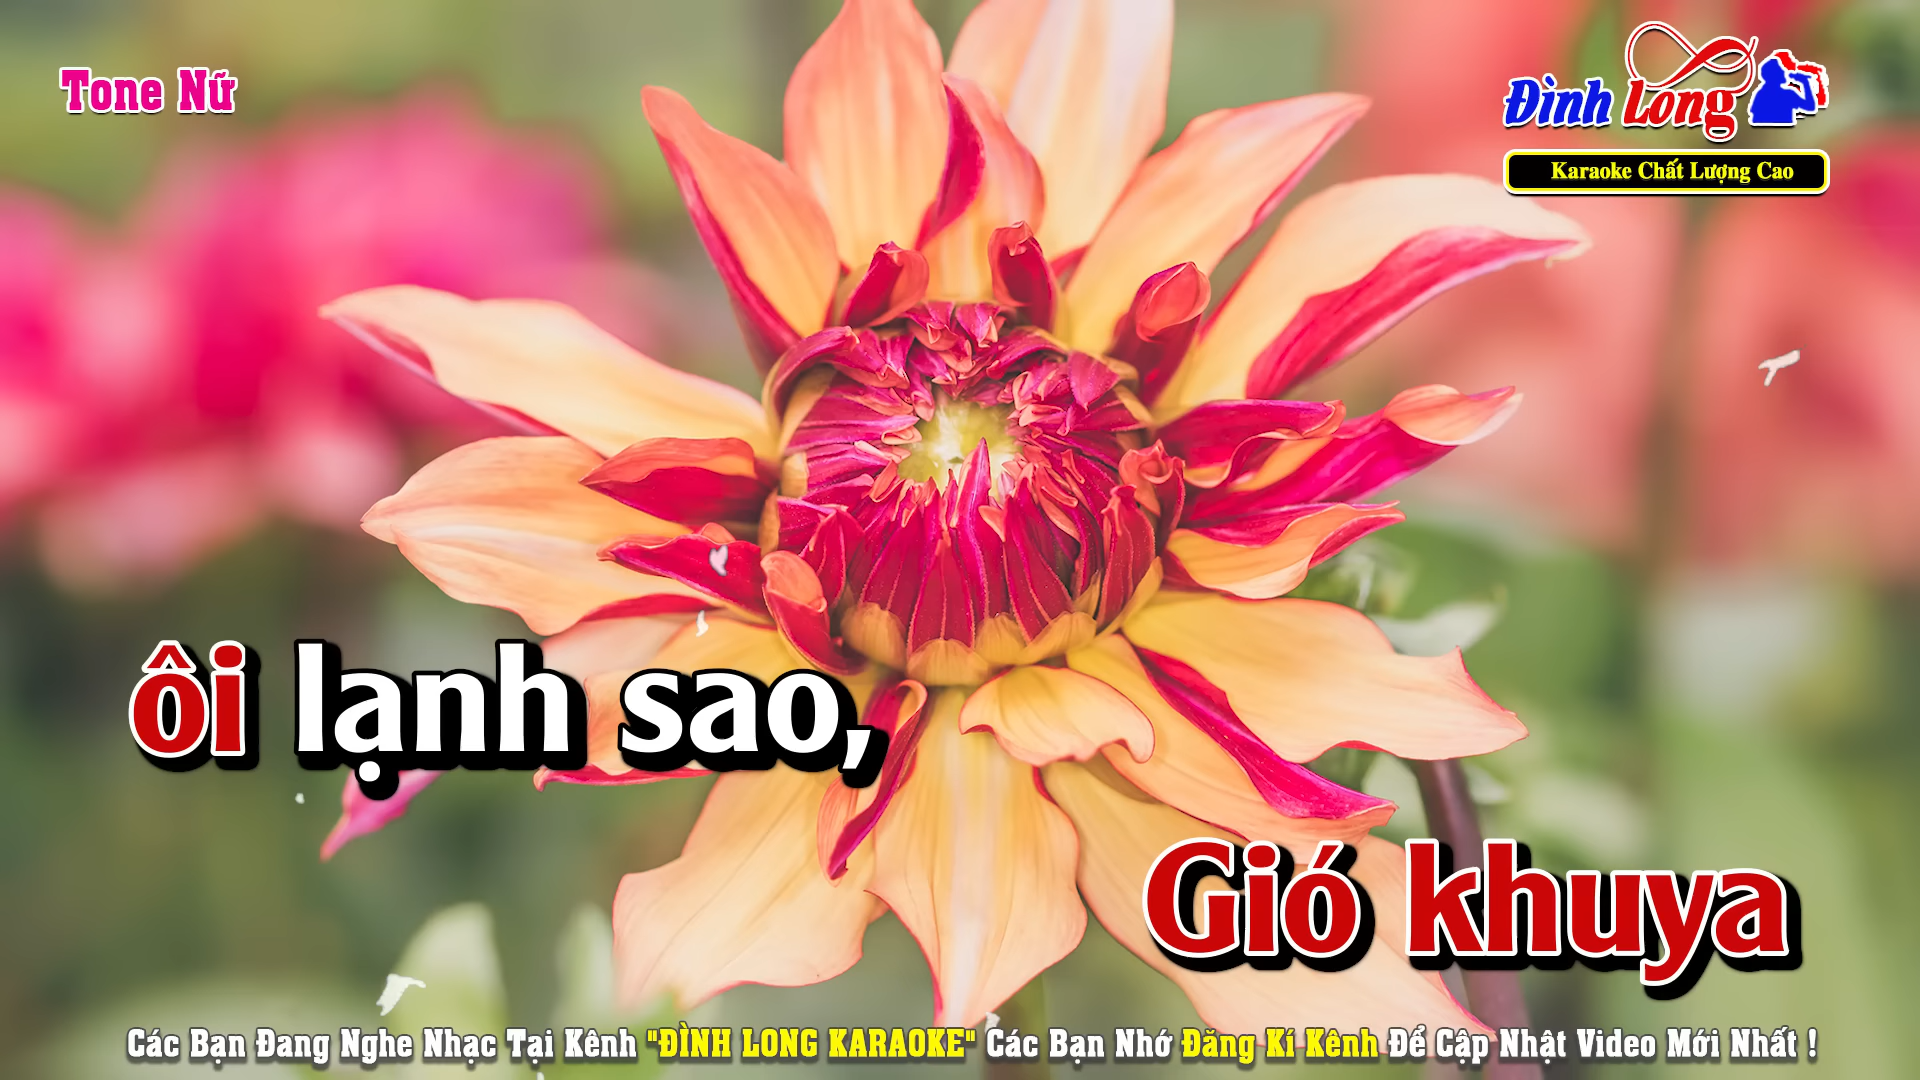 Tone Nữ
Đình Long
Karaoke Chất Lượng Cao
ôi lạnh sao,
Gió khuya
Các Bạn Đang Nghe Nhạc Tại Kênh "ĐÌNH LONG KARAOKE" Các Bạn Nhớ Đăng Kí Kênh Để Cập Nhật Video Mới Nhất !